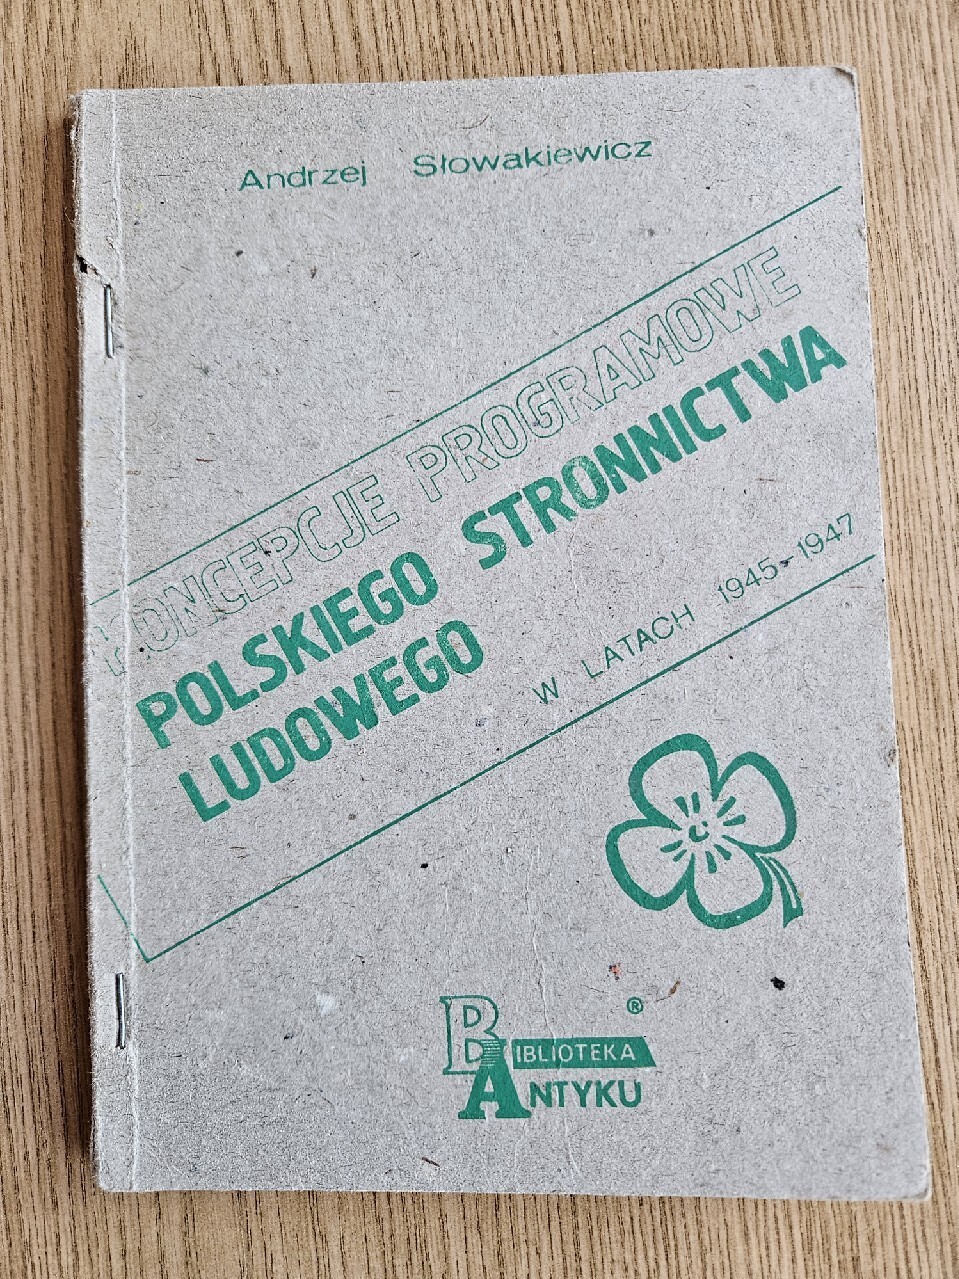 Andrzej Słowakiewicz
KONCEPCJE PROGRAMOWE
POLSKIEGO STRONNICTWA
LUDOWEGO
W LATACH 1945-1947
®
BIBLIOTEKA
ANTYKU